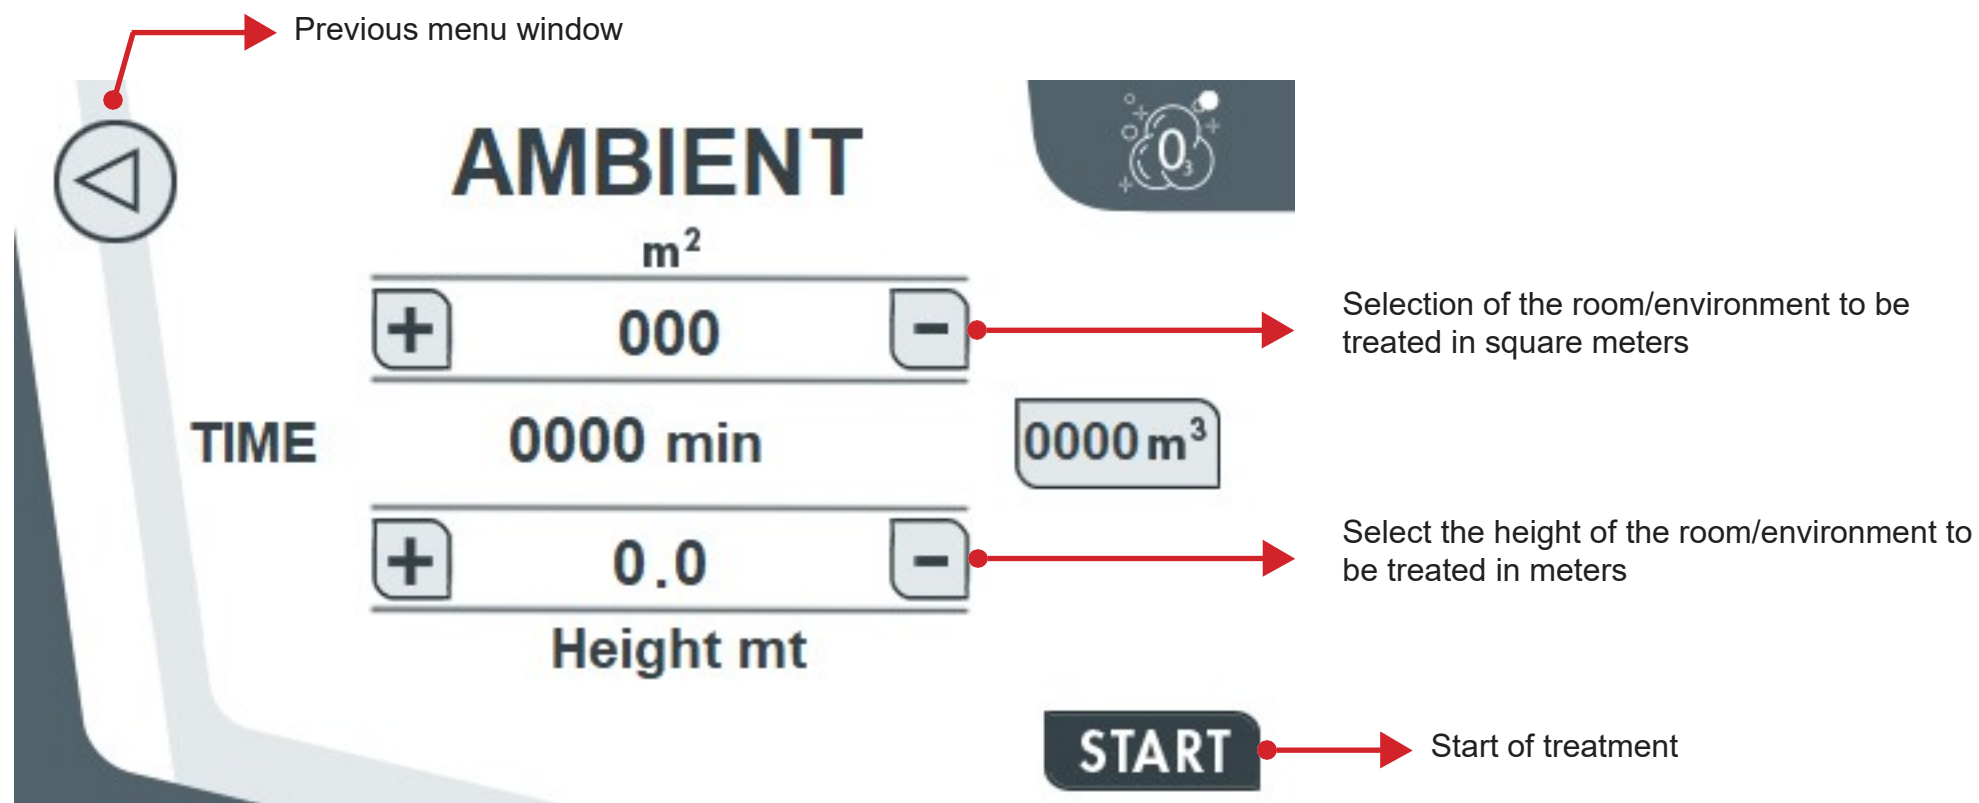 Previous menu window
AMBIENT
O₃
m²
+ 000 −
Selection of the room/environment to be
treated in square meters
TIME 0000 min 0000 m³
+ 0.0 −
Select the height of the room/environment to
be treated in meters
Height mt
START
Start of treatment